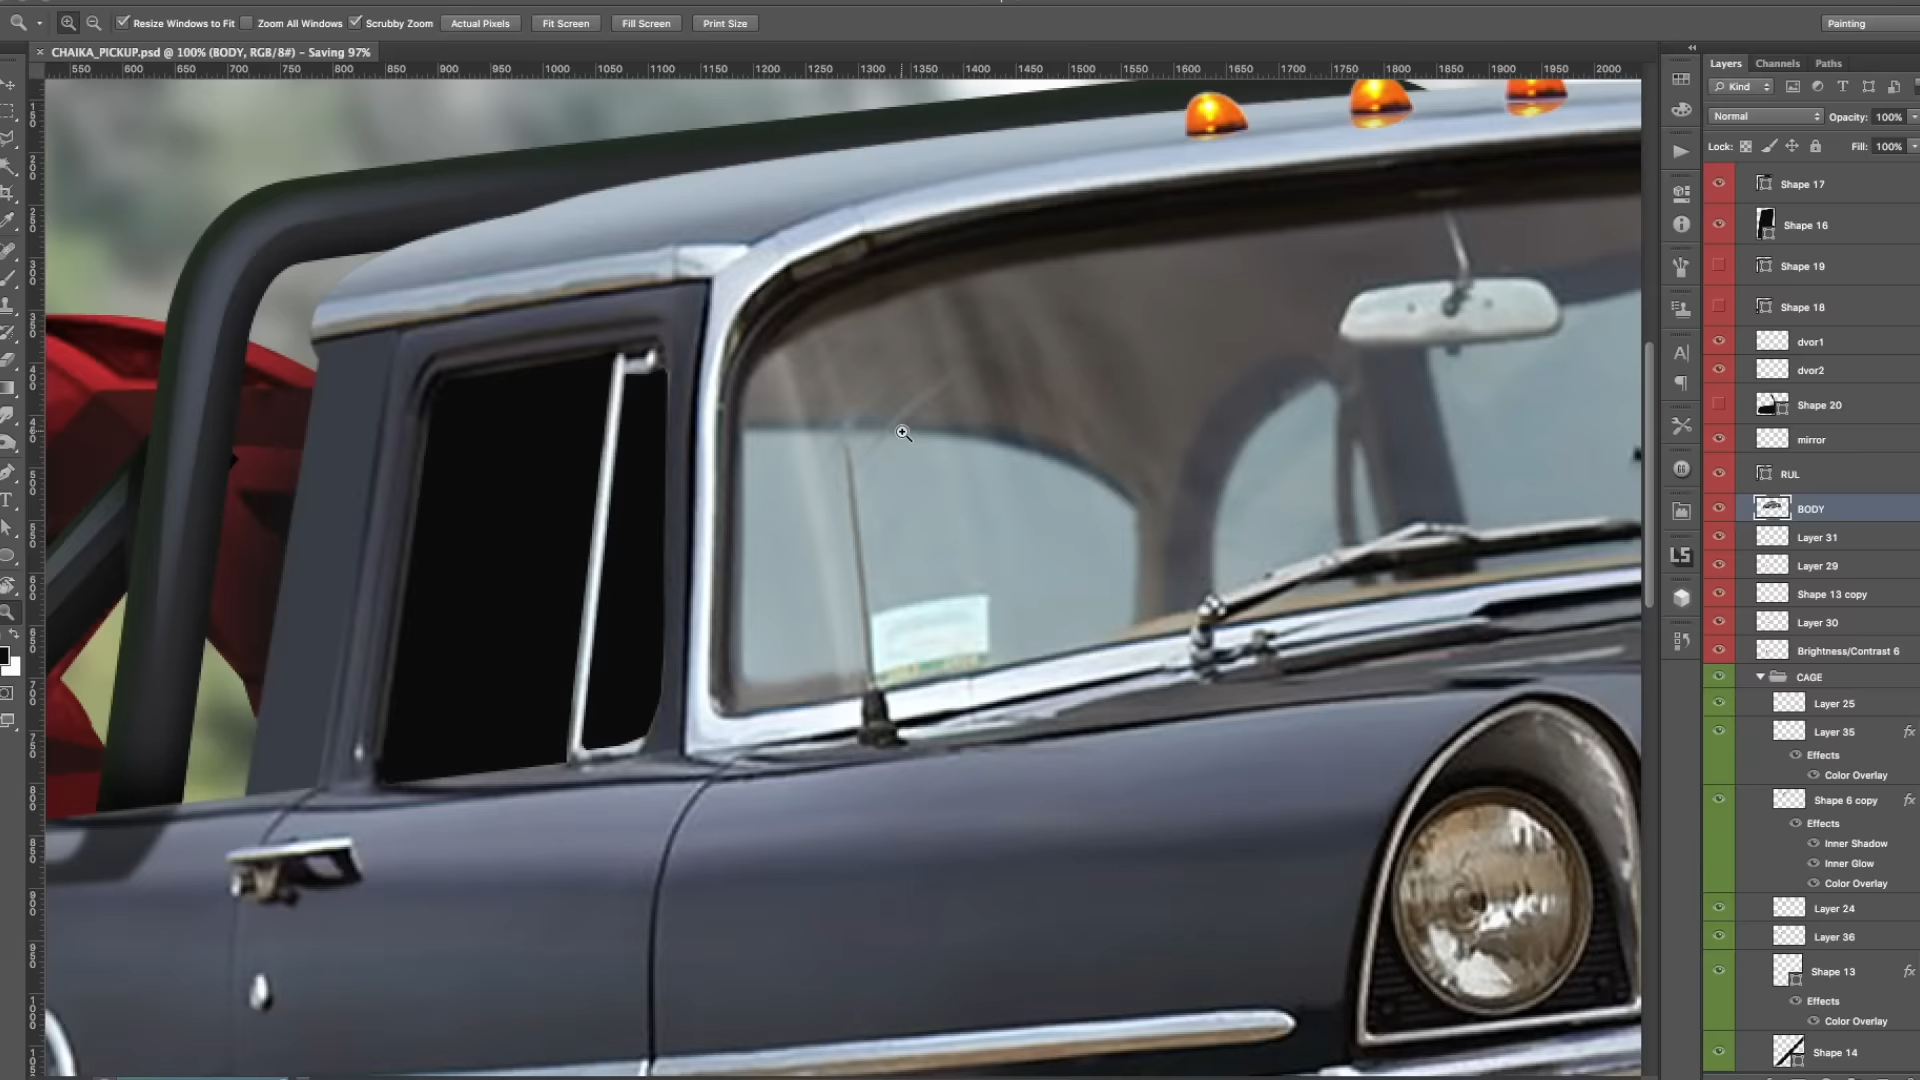 Resize Windows to Fit Zoom All Windows Scrubby Zoom Actual Pixels Fit Screen Fill Screen Print Size Painting
× CHAIKA_PICKUP.psd @ 100% (BODY, RGB/8#) – Saving 97%
550 600 650 700 750 800 850 900 950 1000 1050 1100 1150 1200 1250 1300 1350 1400 1450 1500 1550 1600 1650 1700 1750 1800 1850 1900 1950 2000
Layers Channels Paths
Kind
Normal Opacity: 100%
Lock: Fill: 100%
Shape 17
Shape 16
Shape 19
Shape 18
dvor1
dvor2
Shape 20
mirror
RUL
BODY
Layer 31
Layer 29
Shape 13 copy
Layer 30
Brightness/Contrast 6
CAGE
Layer 25
Layer 35 fx
Effects
Color Overlay
Shape 6 copy fx
Effects
Inner Shadow
Inner Glow
Color Overlay
Layer 24
Layer 36
Shape 13 fx
Effects
Color Overlay
Shape 14